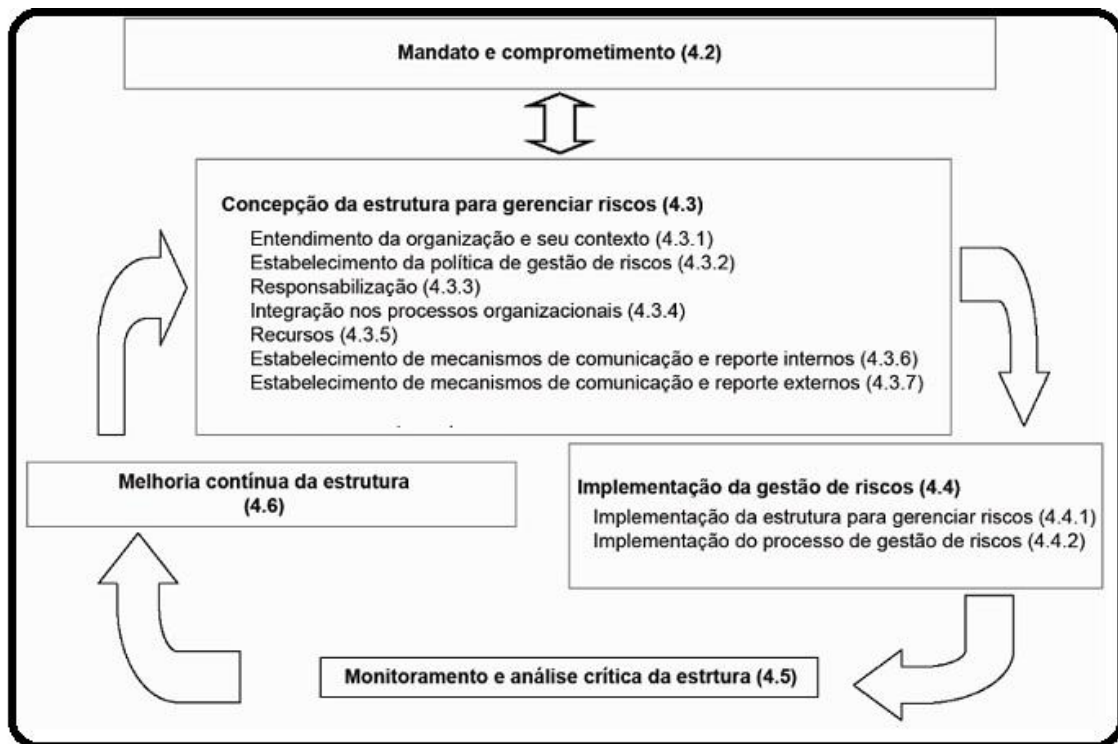 Mandato e comprometimento (4.2)
Concepção da estrutura para gerenciar riscos (4.3)
Entendimento da organização e seu contexto (4.3.1)
Estabelecimento da política de gestão de riscos (4.3.2)
Responsabilização (4.3.3)
Integração nos processos organizacionais (4.3.4)
Recursos (4.3.5)
Estabelecimento de mecanismos de comunicação e reporte internos (4.3.6)
Estabelecimento de mecanismos de comunicação e reporte externos (4.3.7)
Melhoria contínua da estrutura
(4.6)
Implementação da gestão de riscos (4.4)
Implementação da estrutura para gerenciar riscos (4.4.1)
Implementação do processo de gestão de riscos (4.4.2)
Monitoramento e análise crítica da estrtura (4.5)